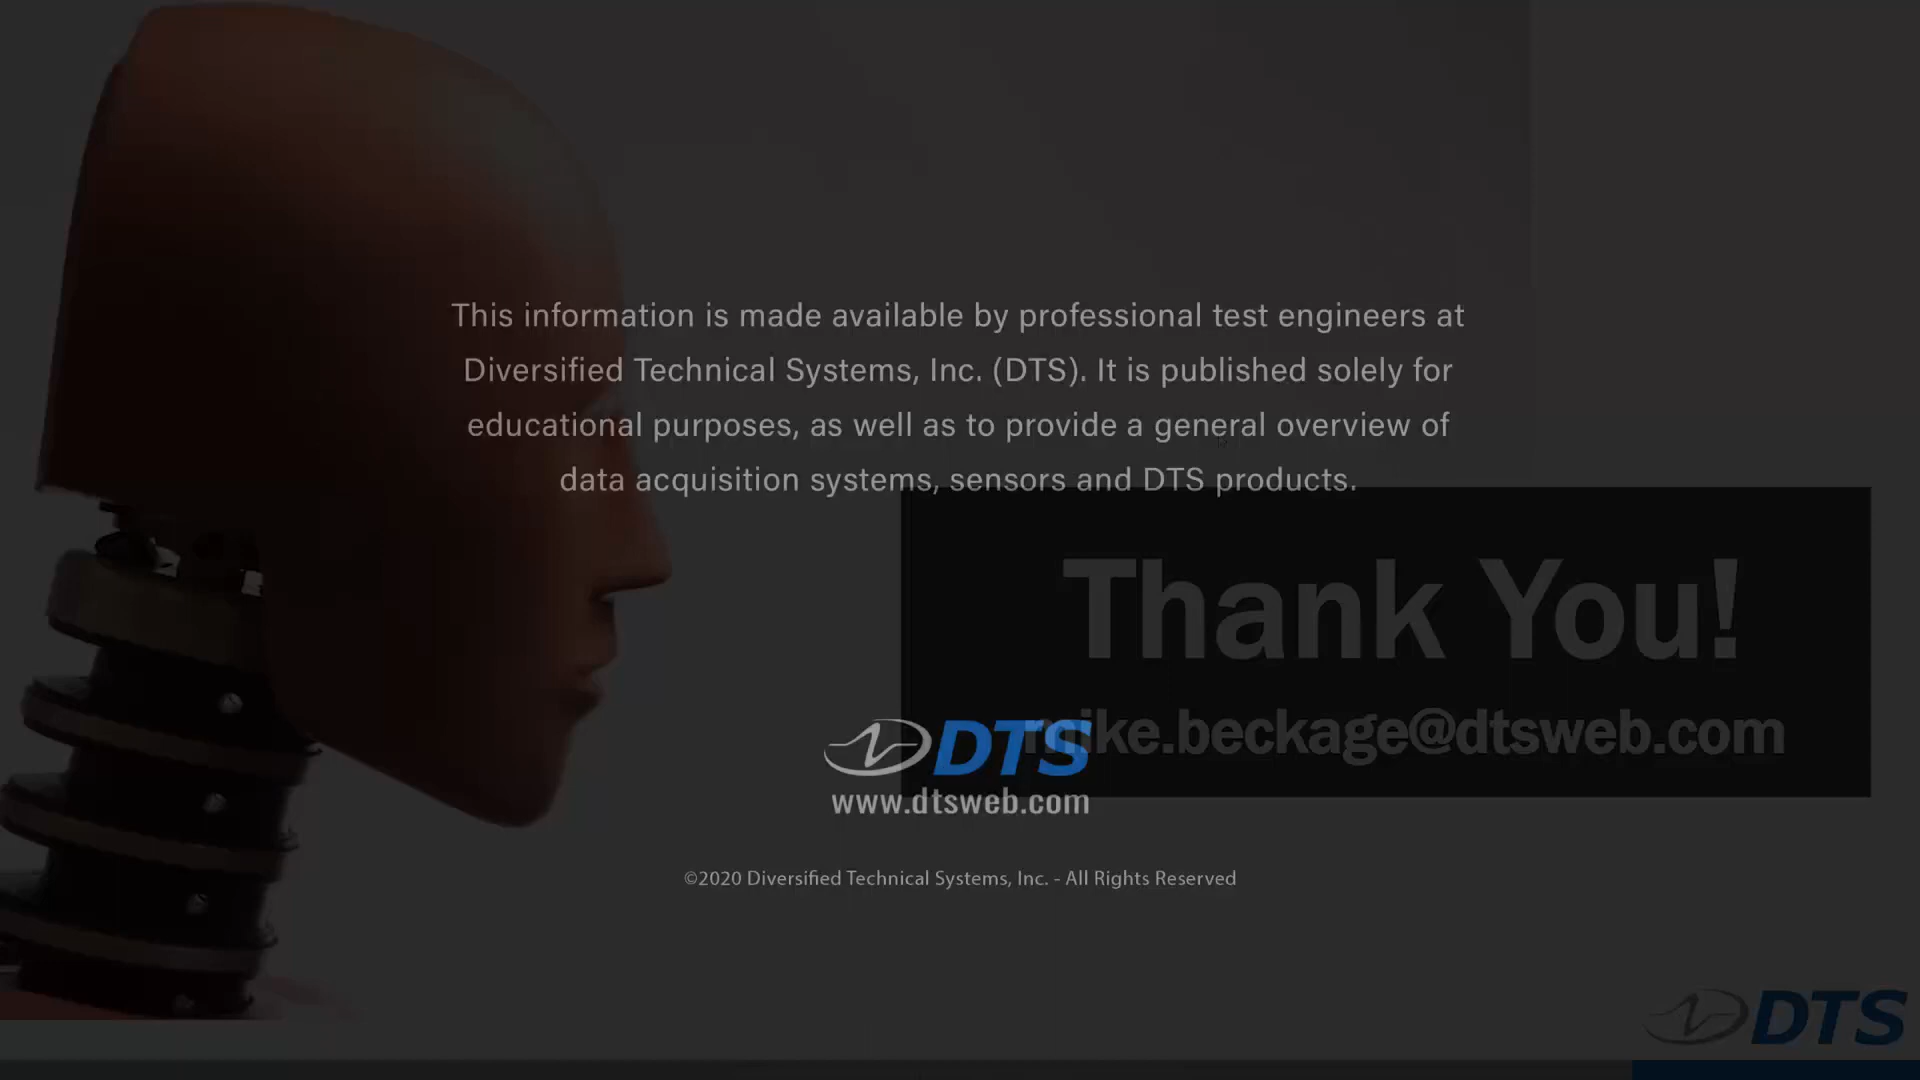 This information is made available by professional test engineers at
Diversified Technical Systems, Inc. (DTS). It is published solely for
educational purposes, as well as to provide a general overview of
data acquisition systems, sensors and DTS products.
Thank You!
mike.beckage@dtsweb.com
DTS
www.dtsweb.com
©2020 Diversified Technical Systems, Inc. - All Rights Reserved
DTS